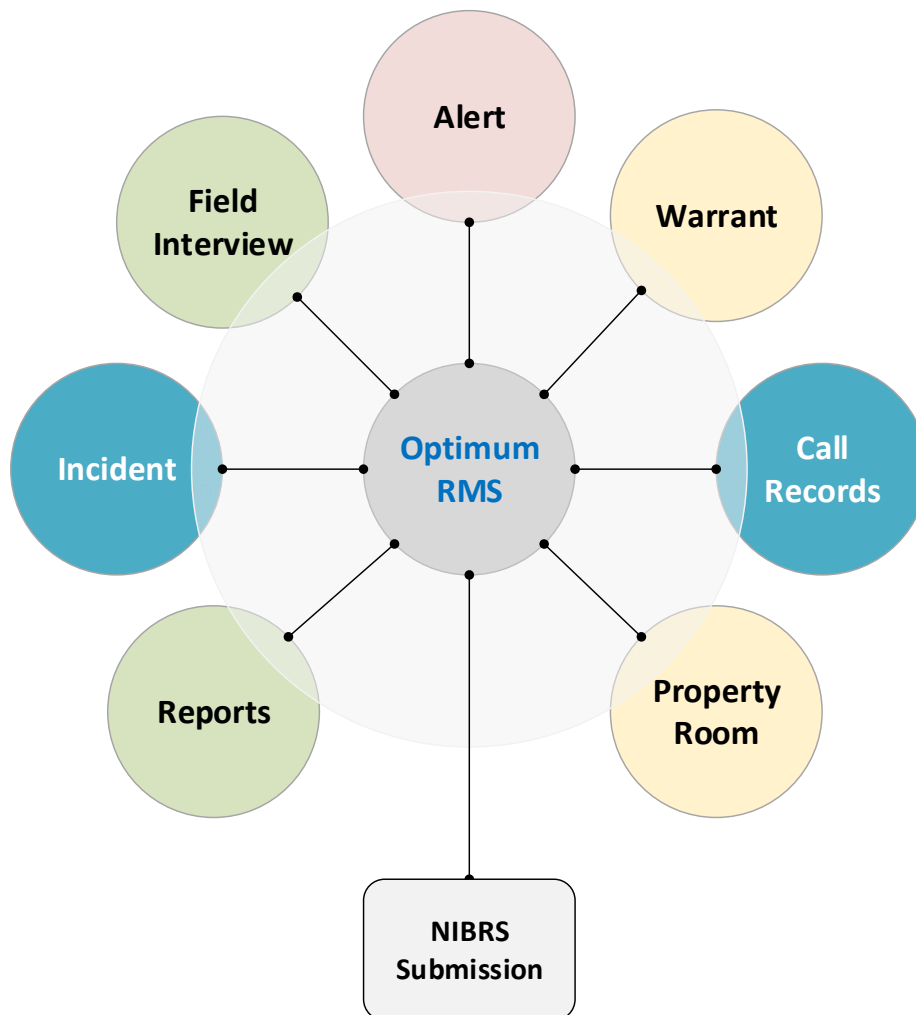 Alert
Field
Interview
Warrant
Incident
Optimum
RMS
Call
Records
Reports
Property
Room
NIBRS
Submission